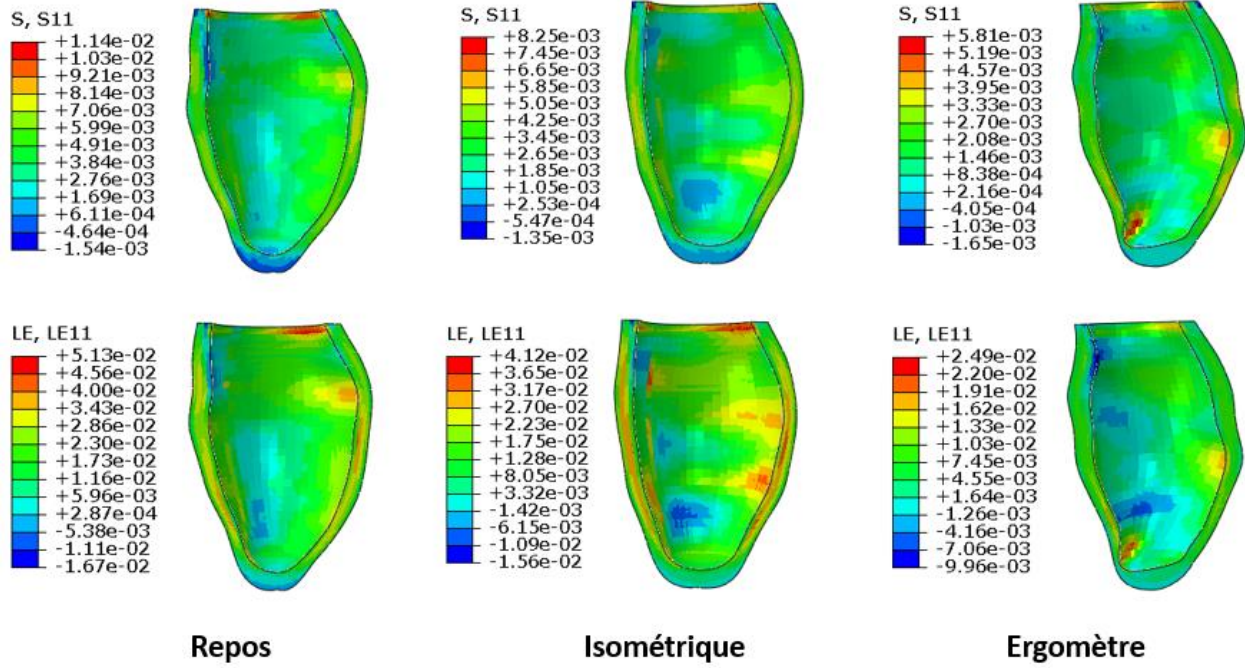 S, S11
+1.14e-02
+1.03e-02
+9.21e-03
+8.14e-03
+7.06e-03
+5.99e-03
+4.91e-03
+3.84e-03
+2.76e-03
+1.69e-03
+6.11e-04
-4.64e-04
-1.54e-03
S, S11
+8.25e-03
+7.45e-03
+6.65e-03
+5.85e-03
+5.05e-03
+4.25e-03
+3.45e-03
+2.65e-03
+1.85e-03
+1.05e-03
+2.53e-04
-5.47e-04
-1.35e-03
S, S11
+5.81e-03
+5.19e-03
+4.57e-03
+3.95e-03
+3.33e-03
+2.70e-03
+2.08e-03
+1.46e-03
+8.38e-04
+2.16e-04
-4.05e-04
-1.03e-03
-1.65e-03
LE, LE11
+5.13e-02
+4.56e-02
+4.00e-02
+3.43e-02
+2.86e-02
+2.30e-02
+1.73e-02
+1.16e-02
+5.96e-03
+2.87e-04
-5.38e-03
-1.11e-02
-1.67e-02
LE, LE11
+4.12e-02
+3.65e-02
+3.17e-02
+2.70e-02
+2.23e-02
+1.75e-02
+1.28e-02
+8.05e-03
+3.32e-03
-1.42e-03
-6.15e-03
-1.09e-02
-1.56e-02
LE, LE11
+2.49e-02
+2.20e-02
+1.91e-02
+1.62e-02
+1.33e-02
+1.03e-02
+7.45e-03
+4.55e-03
+1.64e-03
-1.26e-03
-4.16e-03
-7.06e-03
-9.96e-03
Repos
Isométrique
Ergomètre